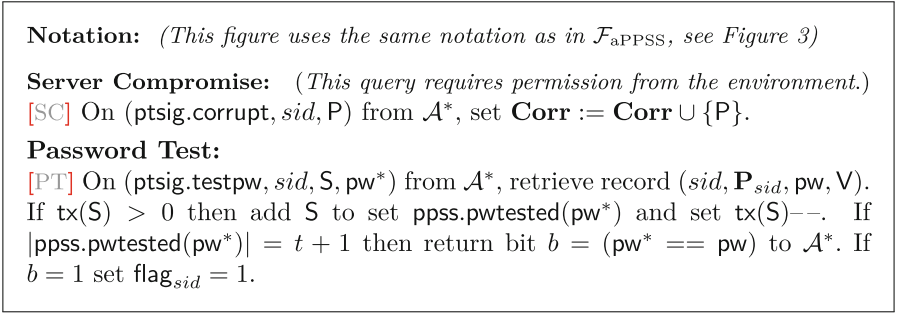 Notation: (This figure uses the same notation as in F_aPPSS, see Figure 3)
Server Compromise: (This query requires permission from the environment.)
[SC] On (ptsig.corrupt, sid, P) from A*, set Corr := Corr ∪ {P}.
Password Test:
[PT] On (ptsig.testpw, sid, S, pw*) from A*, retrieve record (sid, P_sid, pw, V).
If tx(S) > 0 then add S to set ppss.pwtested(pw*) and set tx(S)−−. If
|ppss.pwtested(pw*)| = t + 1 then return bit b = (pw* == pw) to A*. If
b = 1 set flag_sid = 1.